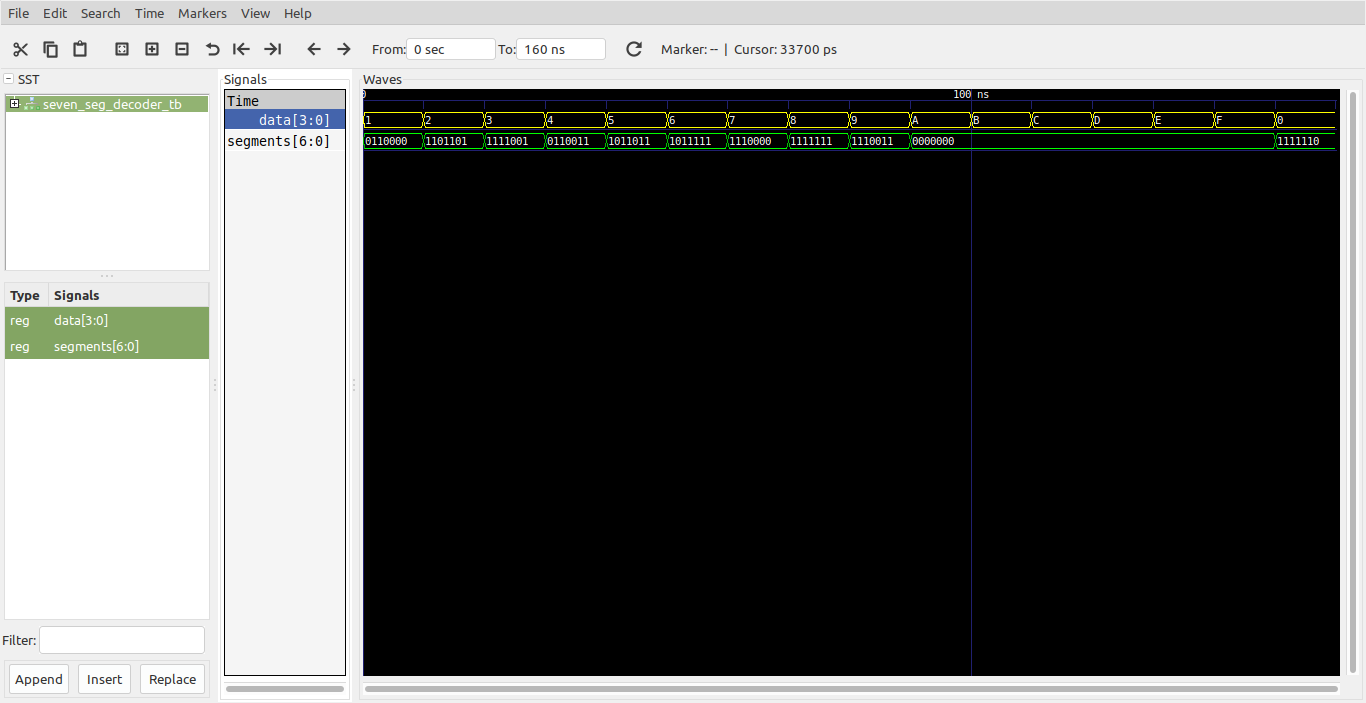 File Edit Search Time Markers View Help
From: 0 sec To: 160 ns Marker: -- | Cursor: 33700 ps
SST
seven_seg_decoder_tb
Type Signals
reg data[3:0]
reg segments[6:0]
Filter:
Append Insert Replace
Signals
Time
data[3:0]
segments[6:0]
Waves
0 100 ns
1 2 3 4 5 6 7 8 9 A B C D E F 0
0110000 1101101 1111001 0110011 1011011 1011111 1110000 1111111 1110011 0000000 1111110